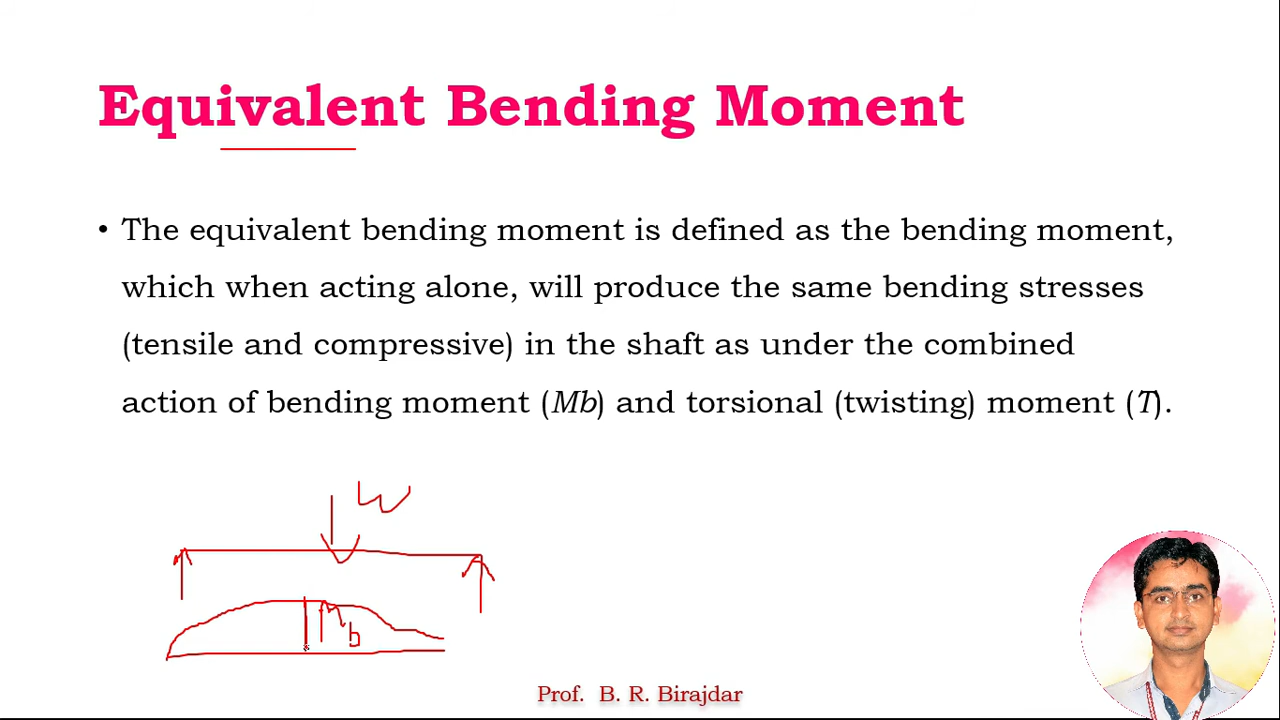 Equivalent Bending Moment
• The equivalent bending moment is defined as the bending moment,
which when acting alone, will produce the same bending stresses
(tensile and compressive) in the shaft as under the combined
action of bending moment (Mb) and torsional (twisting) moment (T).
W
Mb
Prof. B. R. Birajdar